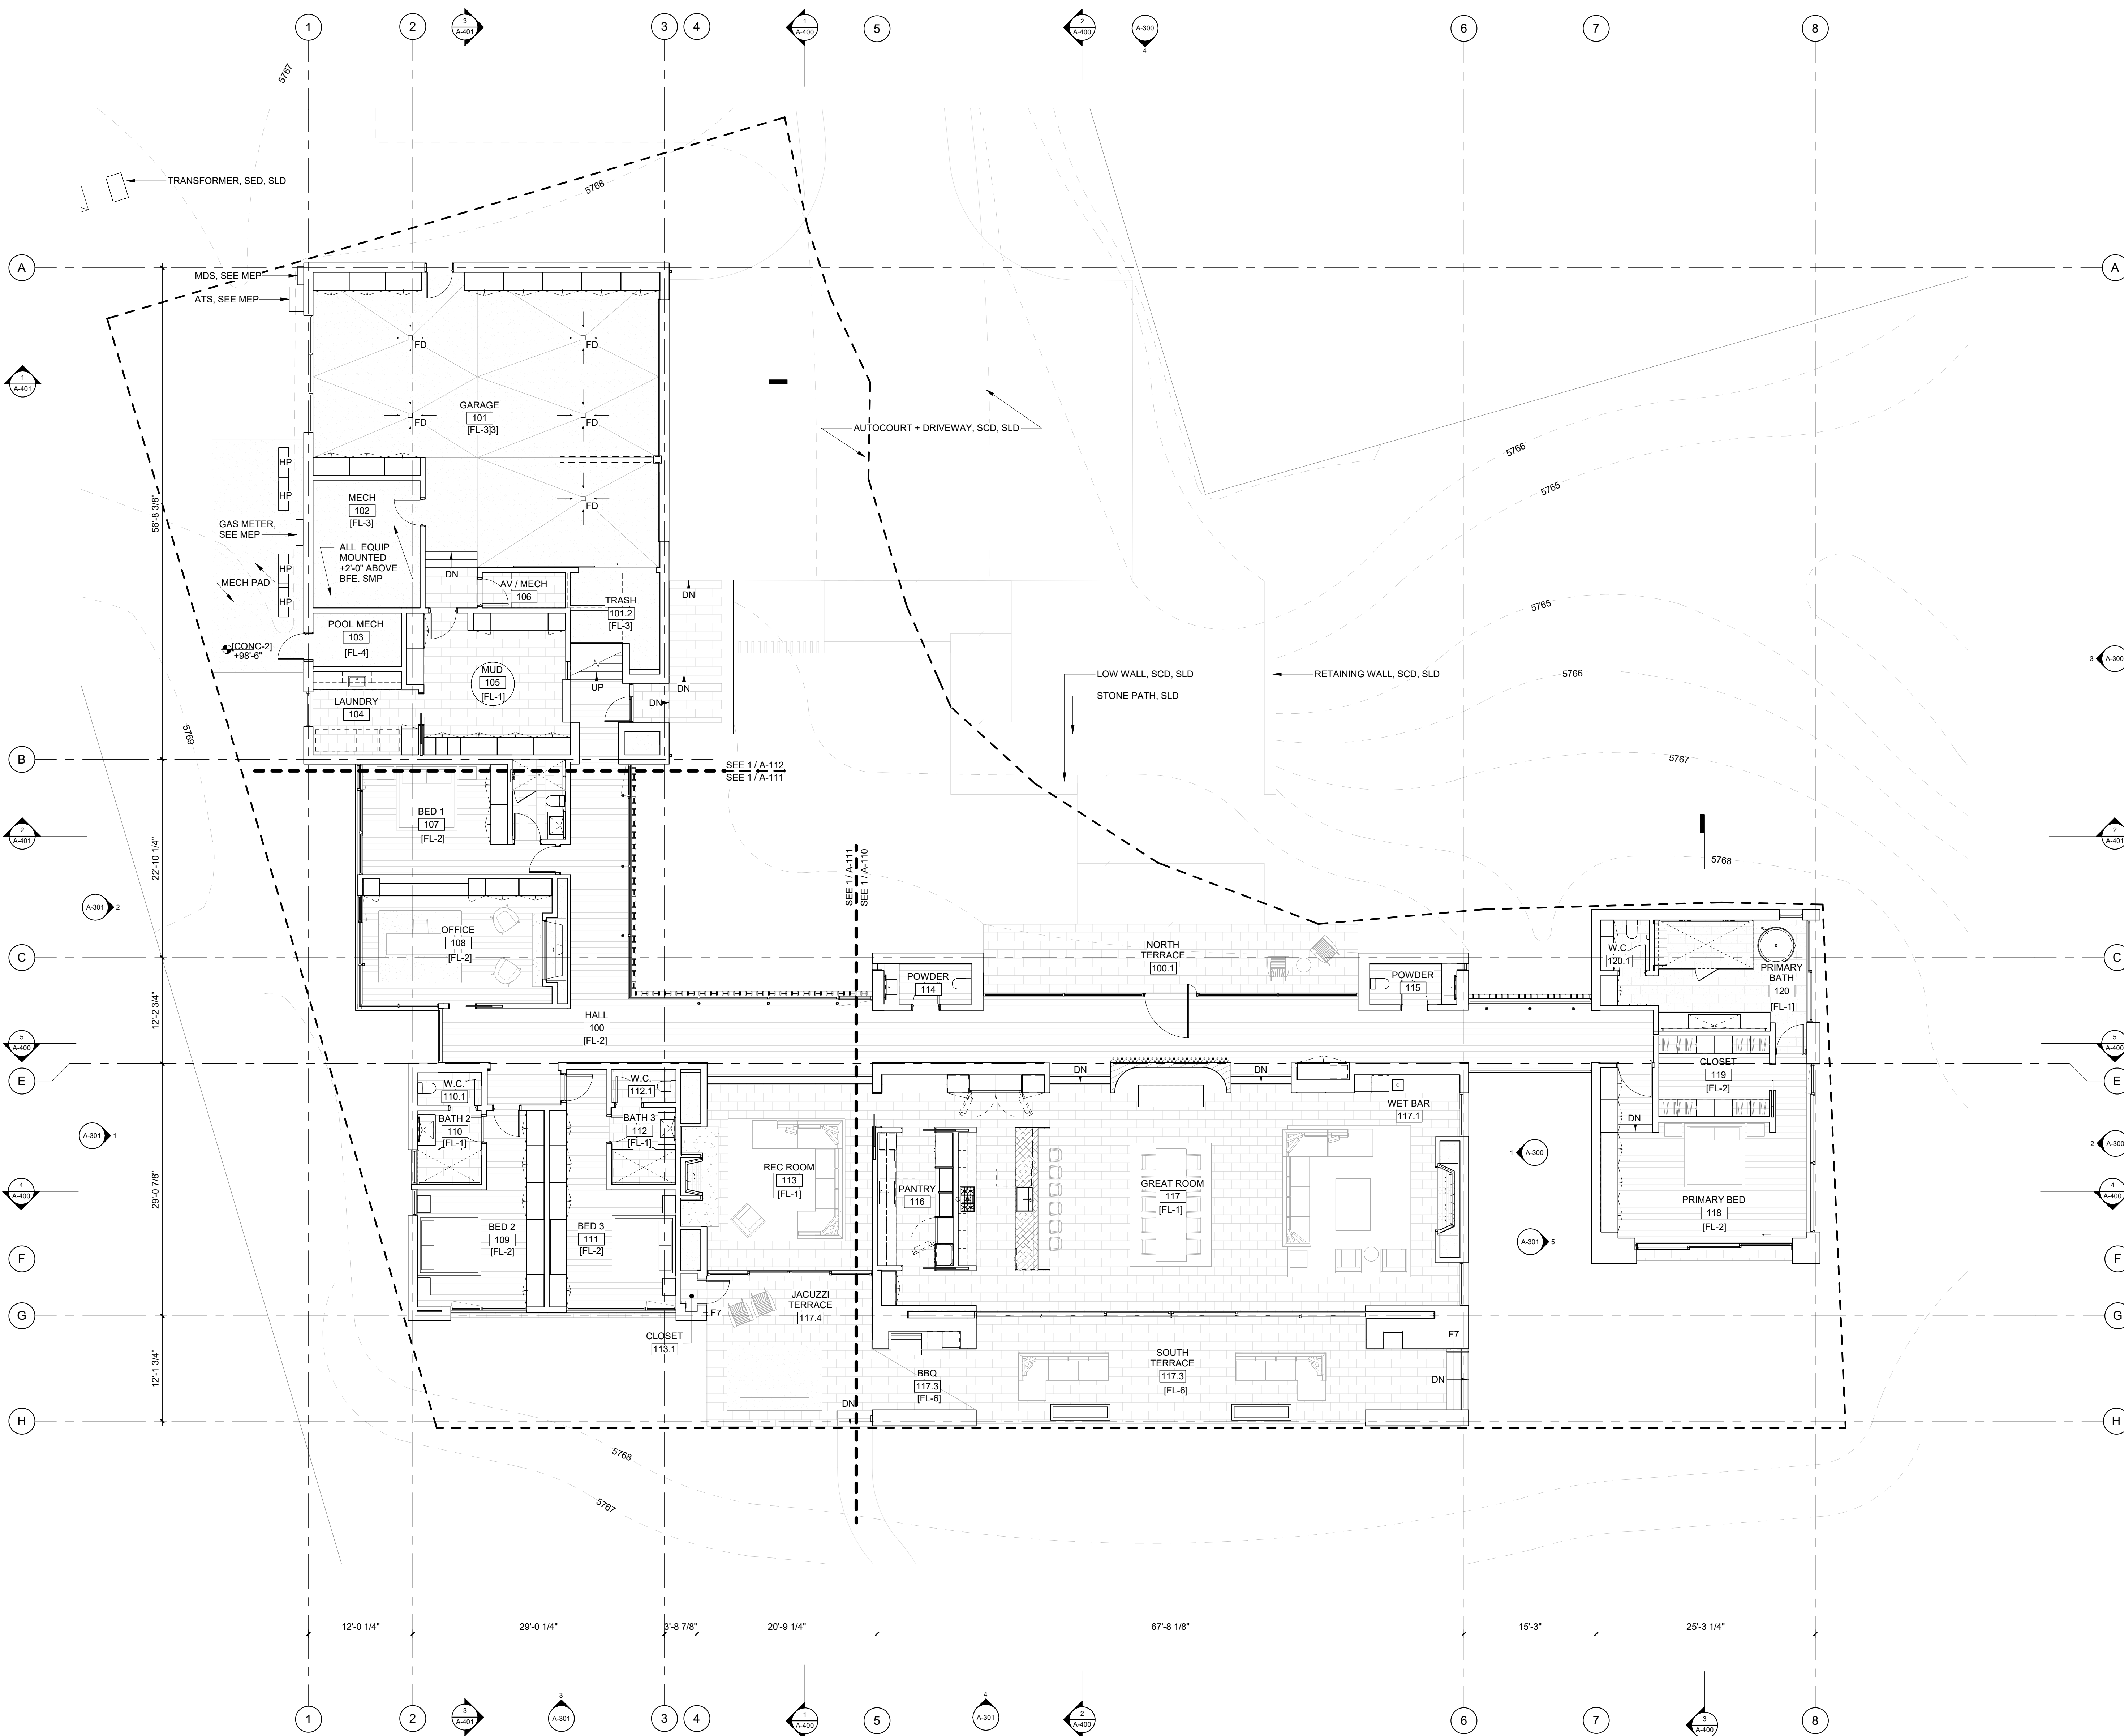 1
2
3
A-401
3
4
1
A-400
5
2
A-400
A-300
4
6
7
8
5767
5768
TRANSFORMER, SED, SLD
A
A
MDS, SEE MEP
ATS, SEE MEP
FD
FD
1
A-401
GARAGE
101
[FL-3]3]
FD
FD
AUTOCOURT + DRIVEWAY, SCD, SLD
5766
5765
HP
HP
MECH
102
[FL-3]
FD
56'-8 3/8"
GAS METER,
SEE MEP
ALL EQUIP
MOUNTED
+2'-0" ABOVE
BFE. SMP
HP
MECH PAD
HP
DN
AV / MECH
106
TRASH
101.2
[FL-3]
DN
5765
POOL MECH
103
[FL-4]
[CONC-2]
+98'-6"
MUD
105
[FL-1]
UP
DN
DN
LAUNDRY
104
LOW WALL, SCD, SLD
STONE PATH, SLD
RETAINING WALL, SCD, SLD
5766
3
A-300
5769
B
B
5767
SEE 1 / A-112
SEE 1 / A-111
BED 1
107
[FL-2]
2
A-401
2
A-401
22'-10 1/4"
SEE 1 / A-111
SEE 1 / A-110
5768
A-301
2
OFFICE
108
[FL-2]
C
C
NORTH
TERRACE
100.1
POWDER
114
POWDER
115
W.C.
120.1
PRIMARY
BATH
120
[FL-1]
12'-2 3/4"
HALL
100
[FL-2]
5
A-400
5
A-400
E
E
W.C.
110.1
W.C.
112.1
DN
DN
CLOSET
119
[FL-2]
BATH 2
110
[FL-1]
BATH 3
112
[FL-1]
WET BAR
117.1
DN
A-301
1
1
A-300
2
A-300
REC ROOM
113
[FL-1]
PANTRY
116
GREAT ROOM
117
[FL-1]
PRIMARY BED
118
[FL-2]
4
A-400
4
A-400
29'-0 7/8"
BED 2
109
[FL-2]
BED 3
111
[FL-2]
A-301
5
F
F
JACUZZI
TERRACE
117.4
F7
G
G
CLOSET
113.1
F7
SOUTH
TERRACE
117.3
[FL-6]
BBQ
117.3
[FL-6]
12'-1 3/4"
DN
DN
H
H
5768
5767
12'-0 1/4"
29'-0 1/4"
3'-8 7/8"
20'-9 1/4"
67'-8 1/8"
15'-3"
25'-3 1/4"
1
2
3
A-401
3
A-301
3
4
1
A-400
5
4
A-301
2
A-400
6
7
3
A-400
8